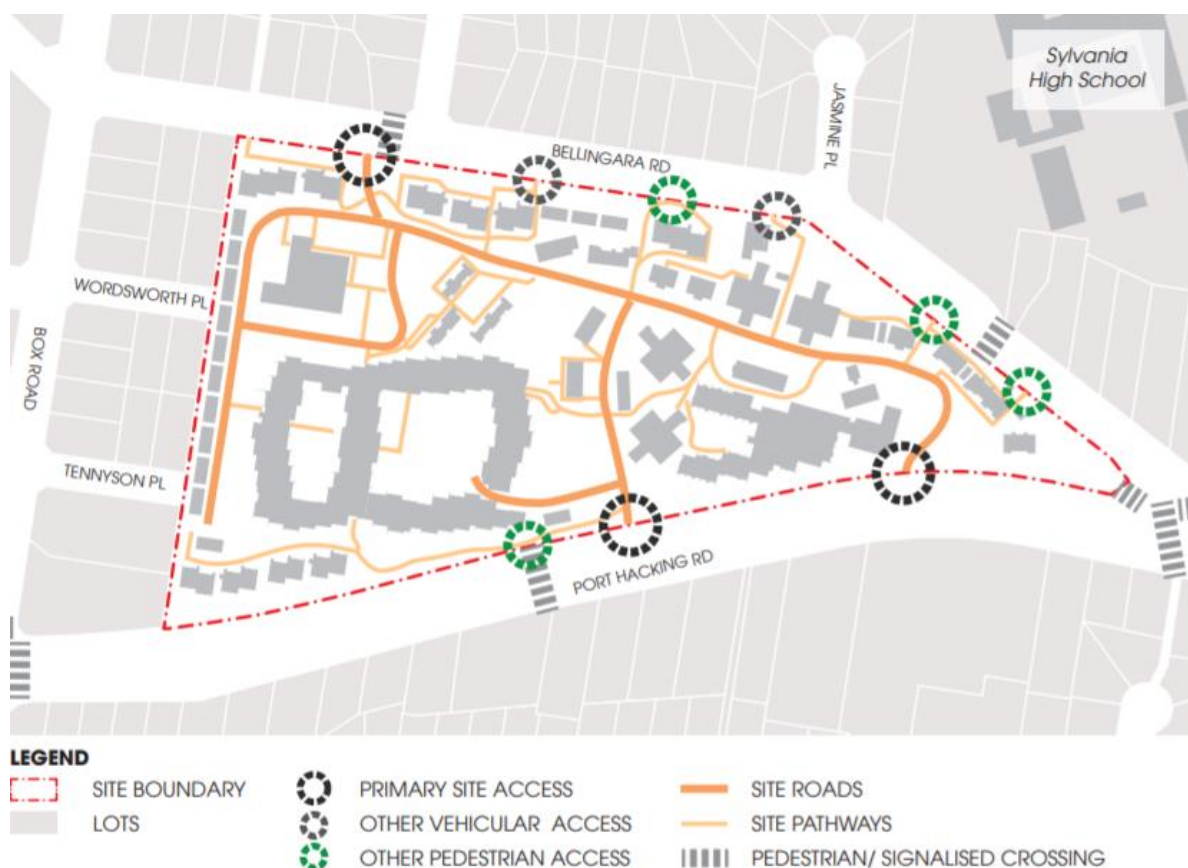 Sylvania
High School
JASMINE PL
BELLINGARA RD
WORDSWORTH PL
BOX ROAD
TENNYSON PL
PORT HACKING RD
LEGEND
SITE BOUNDARY
PRIMARY SITE ACCESS
SITE ROADS
LOTS
OTHER VEHICULAR ACCESS
SITE PATHWAYS
OTHER PEDESTRIAN ACCESS
PEDESTRIAN/ SIGNALISED CROSSING